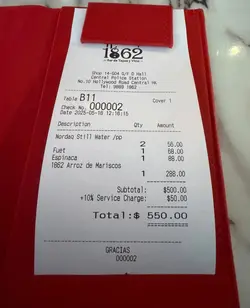 1862
Arroz de Tapas y Vinos
Shop 14-G04 G/F D Hall
Central Police Station
No.10 Hollywood Road Central HK
Table B11 Cover 1
Check No. 000002
Date 2025-05-18 12:16:15
Description Qty Amount
Nordaq Still Water /pp 2 56.00
Fuet 1 88.00
Espinaca 1 68.00
1862 Arroz de Mariscos 1 288.00
Subtotal: $500.00
+10% Service Charge: $50.00
Total:$ 550.00
GRACIAS
000002